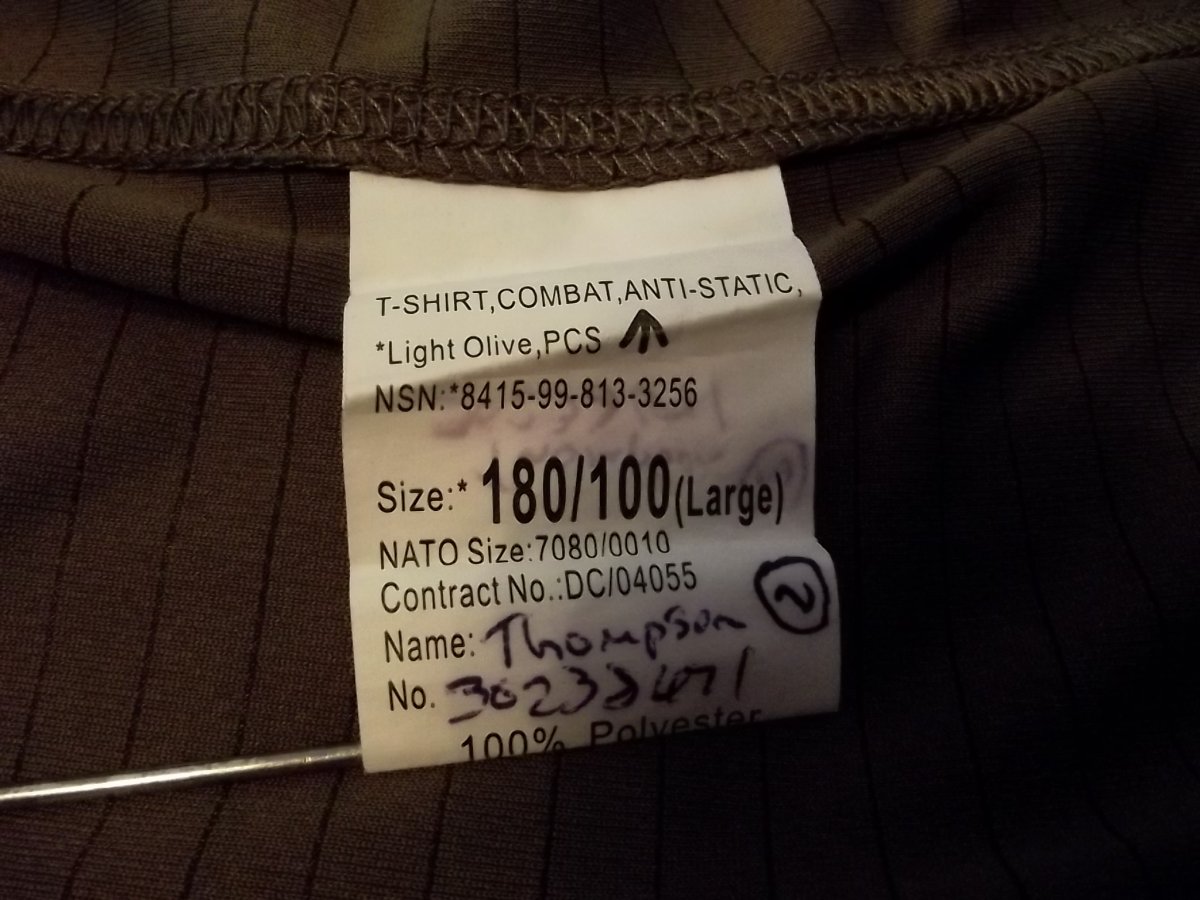 T-SHIRT,COMBAT,ANTI-STATIC,
*Light Olive,PCS
NSN:*8415-99-813-3256
Size:* 180/100(Large)
NATO Size:7080/0010
Contract No.:DC/04055
Name: Thompson
No. 30238471
100% Polyester